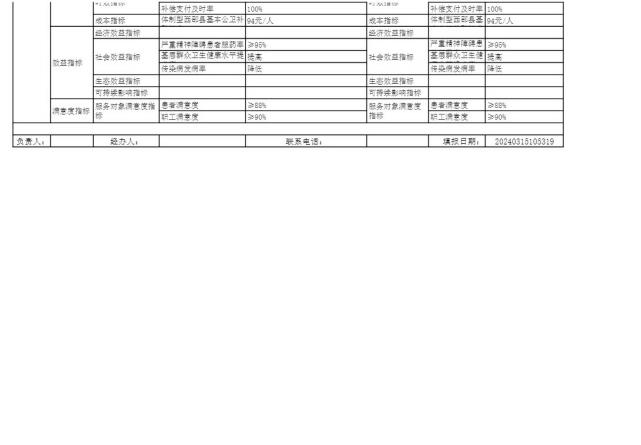 补偿支付及时率 100% 补偿支付及时率 100%
成本指标 体制型西部县基本公卫补 94元/人 成本指标 体制型西部县基 94元/人
经济效益指标 经济效益指标
效益指标 社会效益指标 严重精神障碍患者服药率 ≥95% 社会效益指标 严重精神障碍患 ≥95%
基层群众卫生健康水平提 提高 基层群众卫生健 提高
传染病发病率 降低 传染病发病率 降低
生态效益指标 生态效益指标
可持续影响指标 可持续影响指标
满意度指标 服务对象满意度指标 患者满意度 ≥88% 服务对象满意度指标 患者满意度 ≥88%
职工满意度 ≥90% 职工满意度 ≥90%
负责人: 经办人: 联系电话: 填报日期: 20240315105319